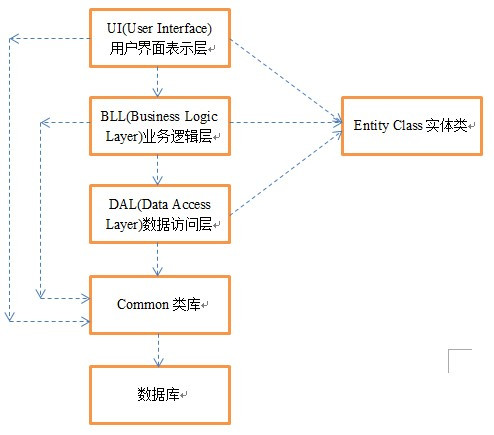 UI(User Interface)
用户界面表示层
BLL(Business Logic
Layer)业务逻辑层
Entity Class 实体类
DAL(Data Access
Layer)数据访问层
Common 类库
数据库